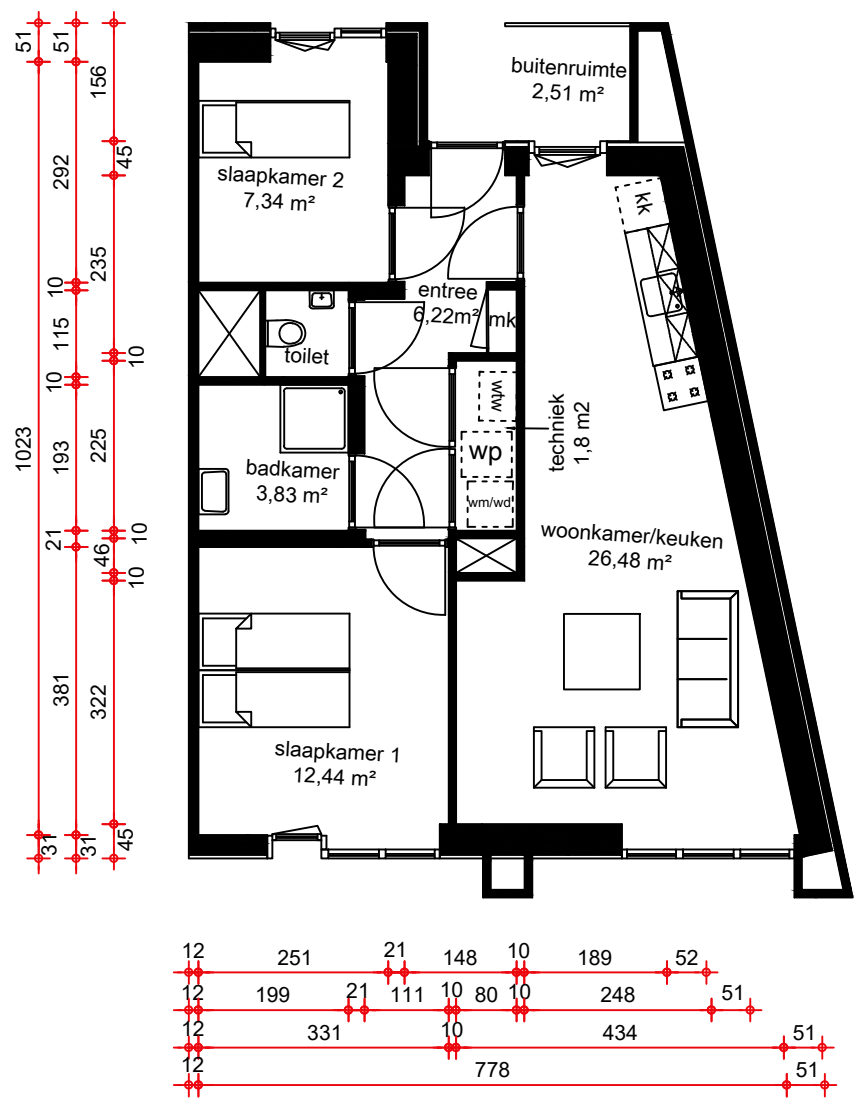 buitenruimte
2,51 m²
slaapkamer 2
7,34 m²
kk
entree
6,22m²
mk
toilet
wtw
techniek
1,8 m2
wp
wm/wd
badkamer
3,83 m²
woonkamer/keuken
26,48 m²
slaapkamer 1
12,44 m²
51
1023
31
51
292
10
115
10
193
21
381
31
156
45
235
10
225
10
46
10
322
45
12
251
21
148
10
189
52
12
199
21
111
10
80
10
248
51
12
331
10
434
51
12
778
51